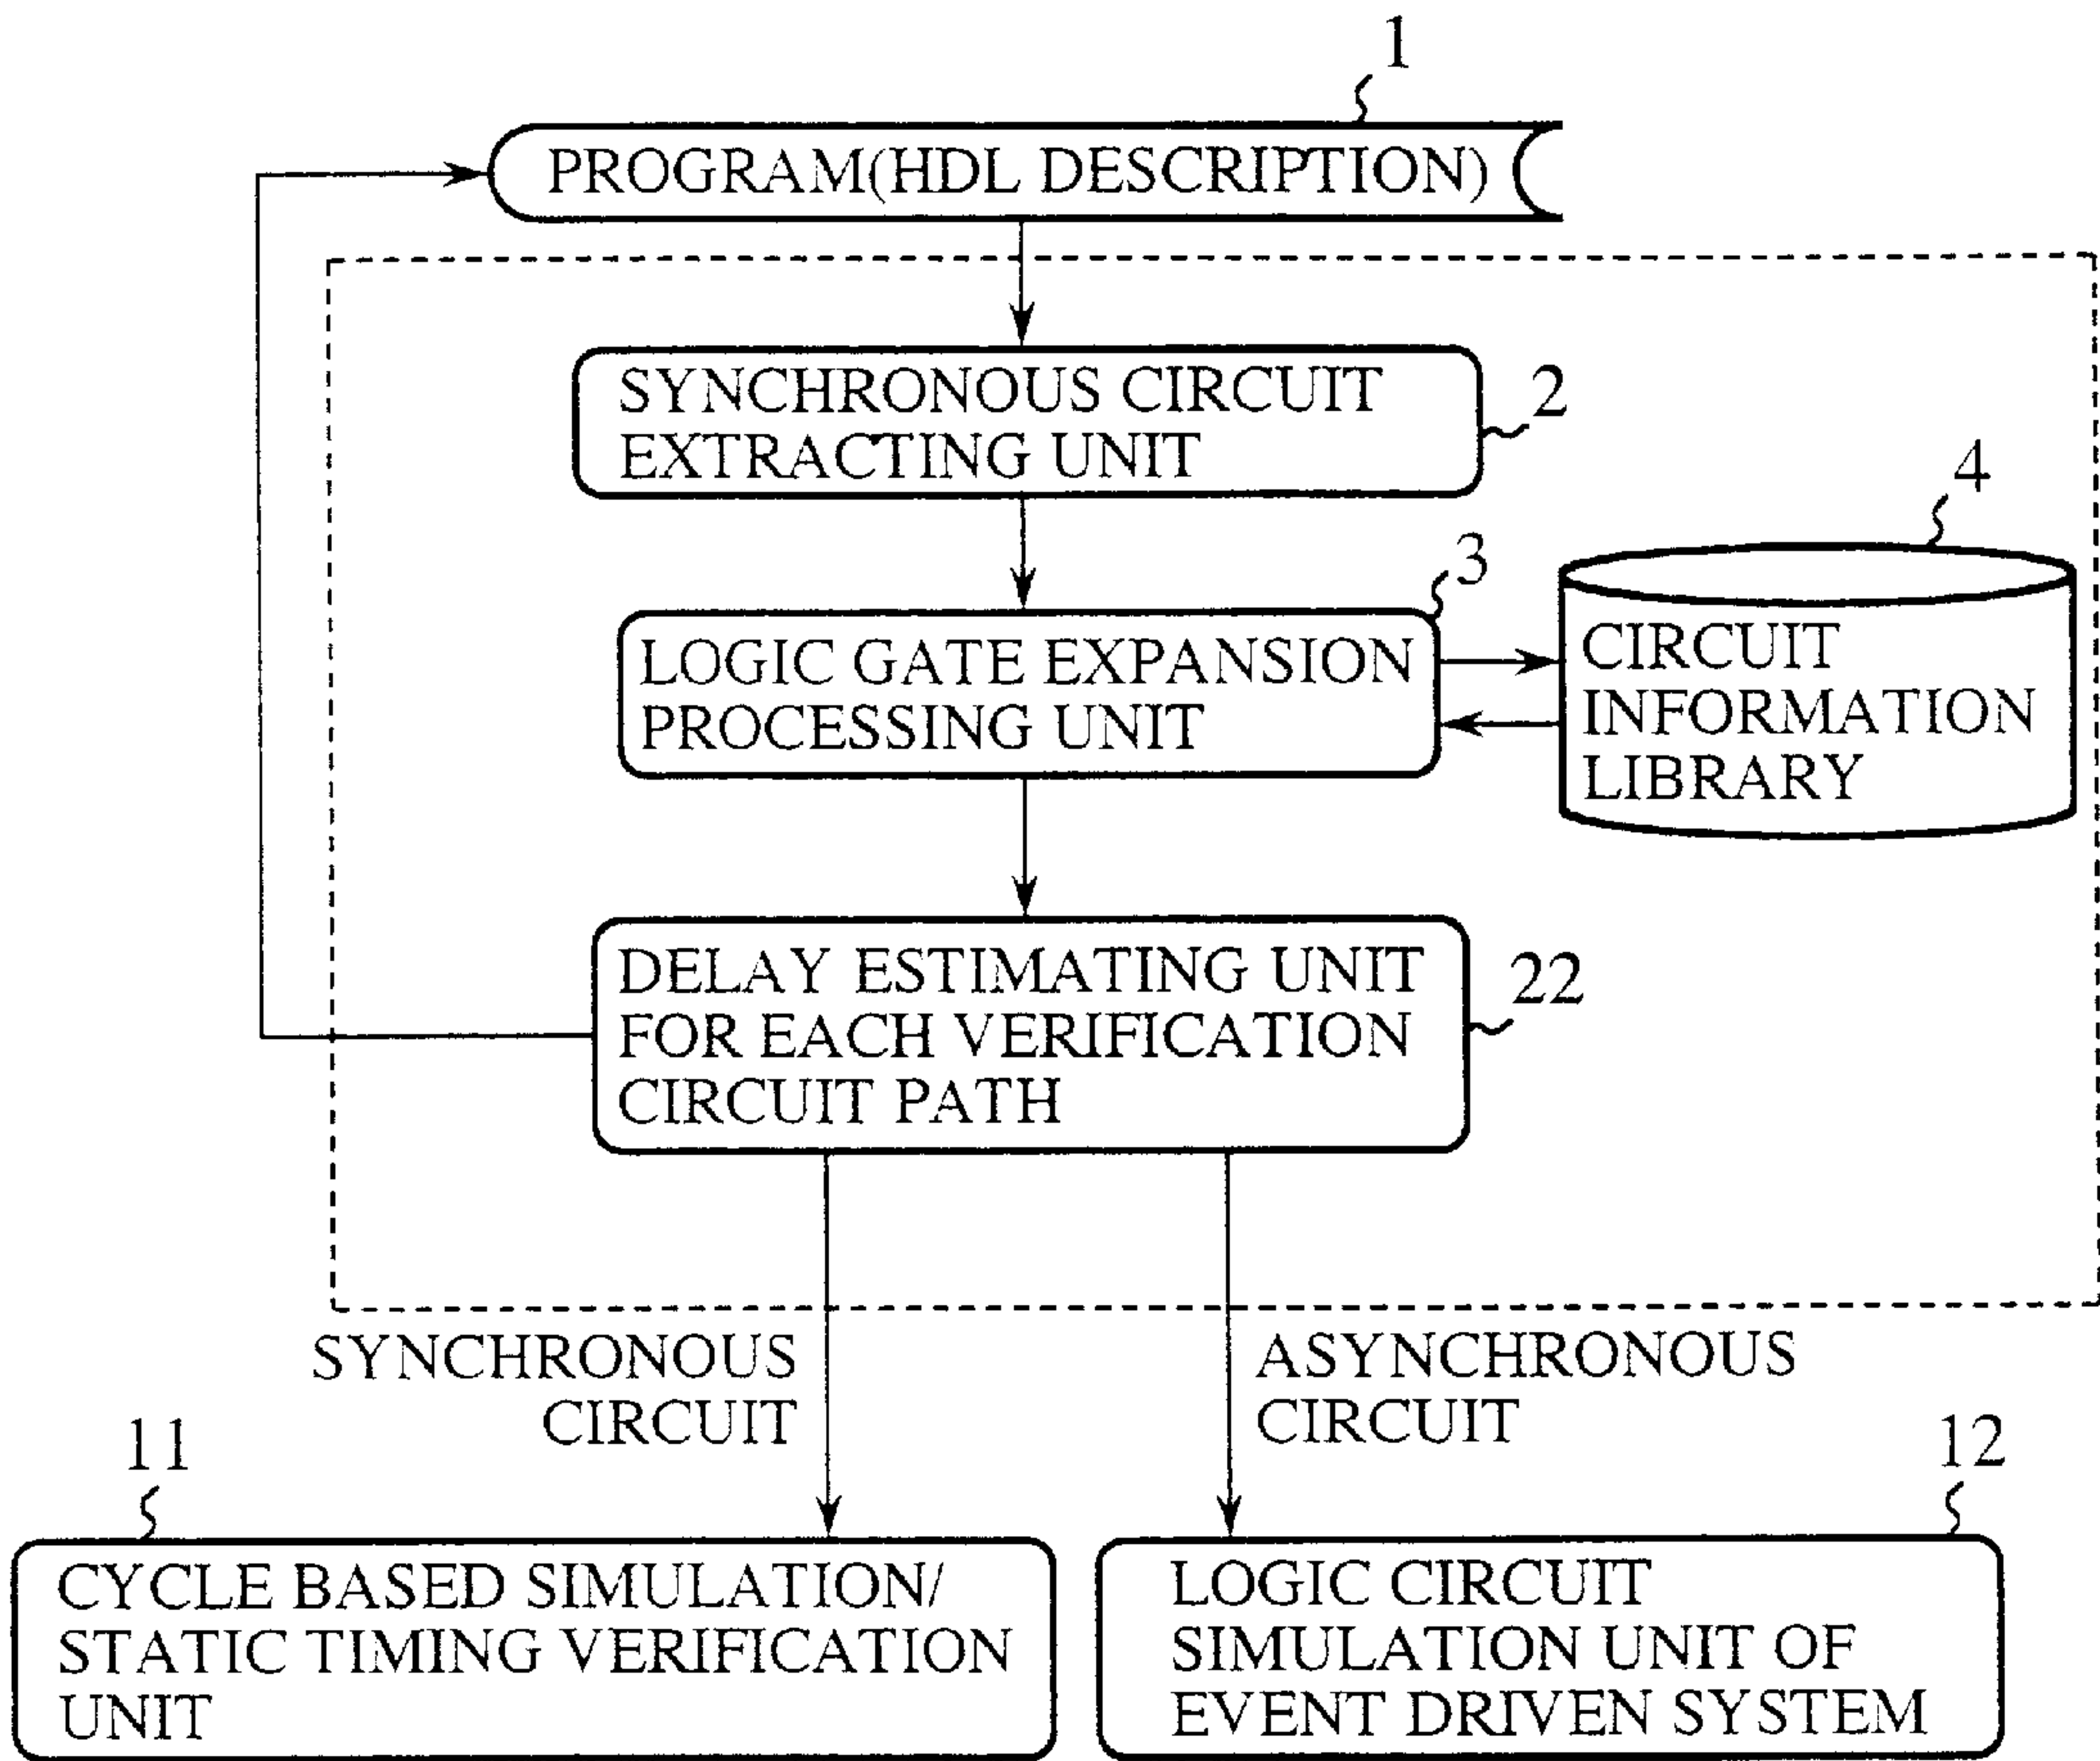 1
PROGRAM(HDL DESCRIPTION)
SYNCHRONOUS CIRCUIT
EXTRACTING UNIT
2
3
4
LOGIC GATE EXPANSION
PROCESSING UNIT
CIRCUIT
INFORMATION
LIBRARY
DELAY ESTIMATING UNIT
FOR EACH VERIFICATION
CIRCUIT PATH
22
SYNCHRONOUS
CIRCUIT
ASYNCHRONOUS
CIRCUIT
11
CYCLE BASED SIMULATION/
STATIC TIMING VERIFICATION
UNIT
12
LOGIC CIRCUIT
SIMULATION UNIT OF
EVENT DRIVEN SYSTEM